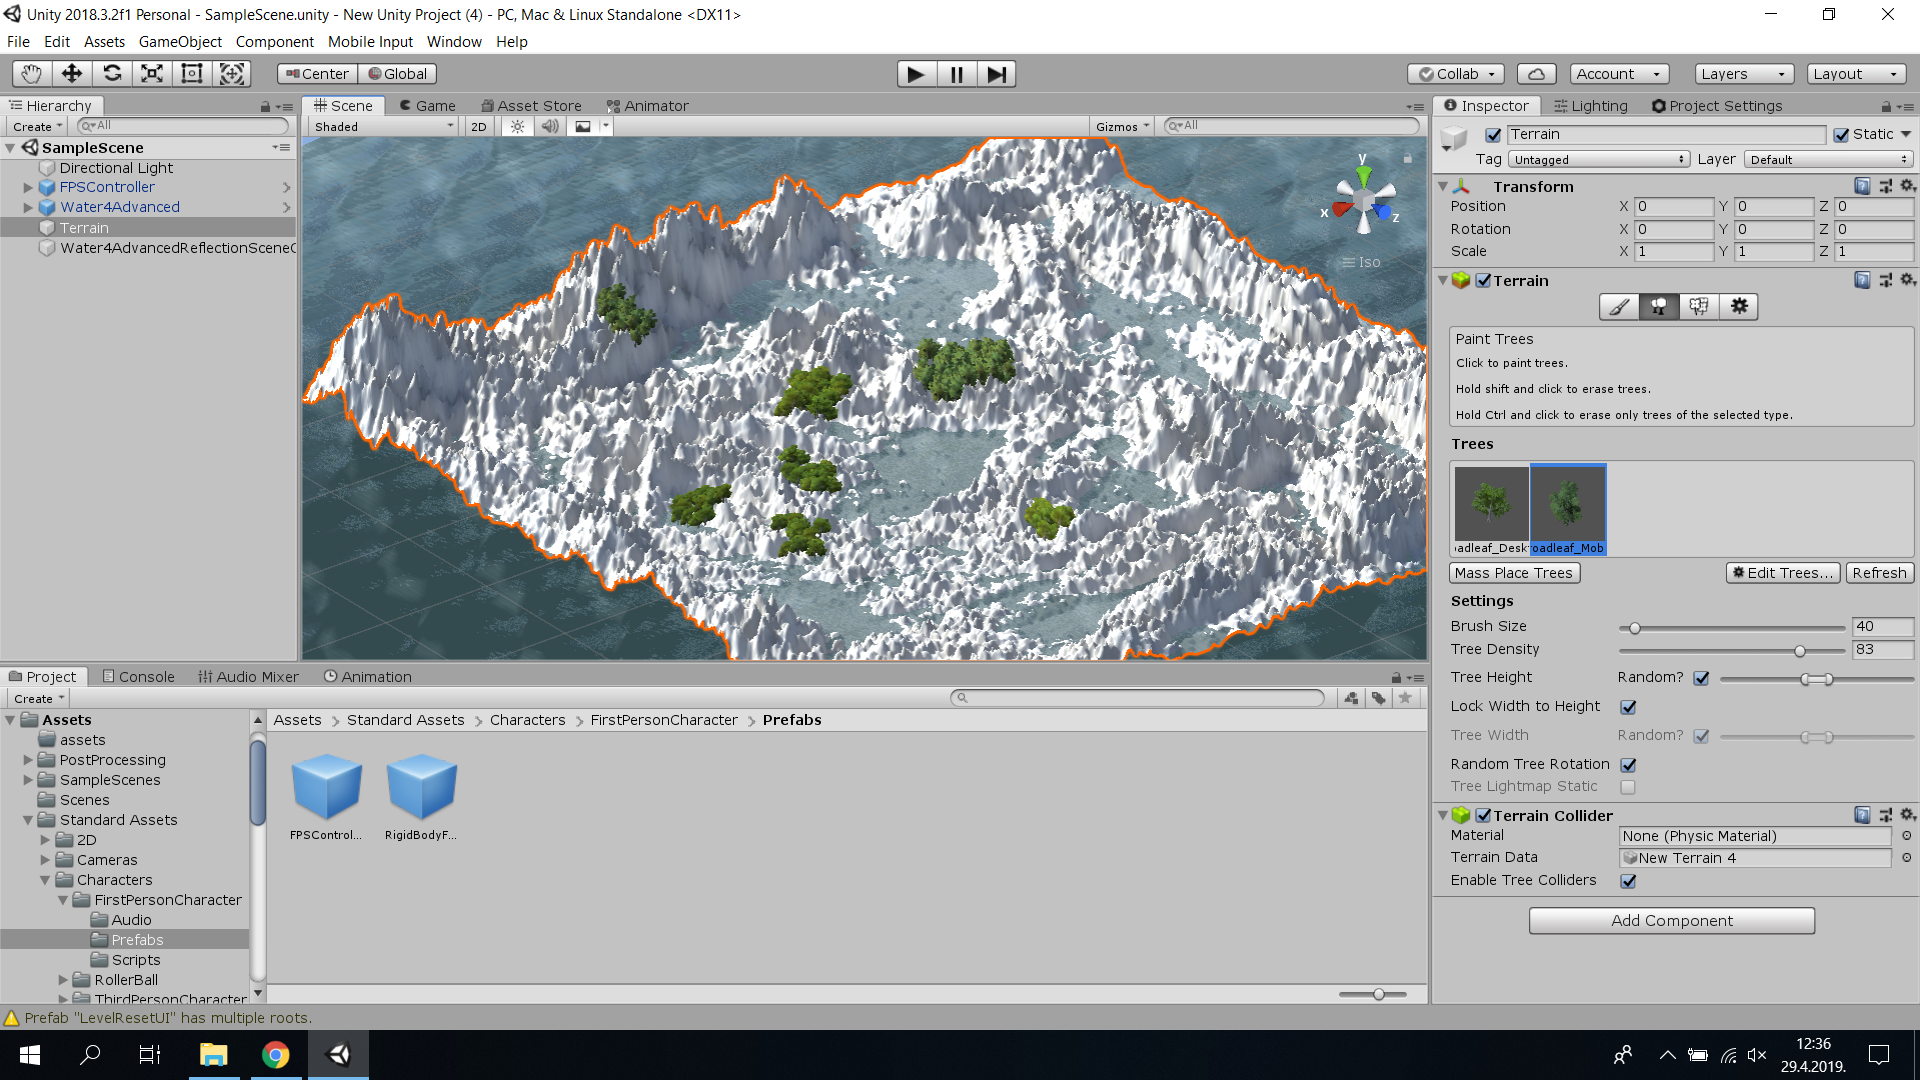 Unity 2018.3.2f1 Personal - SampleScene.unity - New Unity Project (4) - PC, Mac & Linux Standalone <DX11>
File Edit Assets GameObject Component Mobile Input Window Help
Center Global Collab Account Layers Layout
Hierarchy
Create All
SampleScene
Directional Light
FPSController
Water4Advanced
Terrain
Water4AdvancedReflectionSceneC
Scene Game Asset Store Animator
Shaded 2D Gizmos All
y
x
z
Iso
Inspector Lighting Project Settings
Terrain Static
Tag Untagged Layer Default
Transform
Position X 0 Y 0 Z 0
Rotation X 0 Y 0 Z 0
Scale X 1 Y 1 Z 1
Terrain
Paint Trees
Click to paint trees.
Hold shift and click to erase trees.
Hold Ctrl and click to erase only trees of the selected type.
Trees
adleaf_Desk oadleaf_Mob
Mass Place Trees Edit Trees... Refresh
Settings
Brush Size 40
Tree Density 83
Tree Height Random?
Lock Width to Height
Tree Width Random?
Random Tree Rotation
Tree Lightmap Static
Terrain Collider
Material None (Physic Material)
Terrain Data New Terrain 4
Enable Tree Colliders
Add Component
Project Console Audio Mixer Animation
Create
Assets
assets
PostProcessing
SampleScenes
Scenes
Standard Assets
2D
Cameras
Characters
FirstPersonCharacter
Audio
Prefabs
Scripts
RollerBall
ThirdPersonCharacter
Assets > Standard Assets > Characters > FirstPersonCharacter > Prefabs
FPSControl... RigidBodyF...
Prefab "LevelResetUI" has multiple roots.
12:36
29.4.2019.